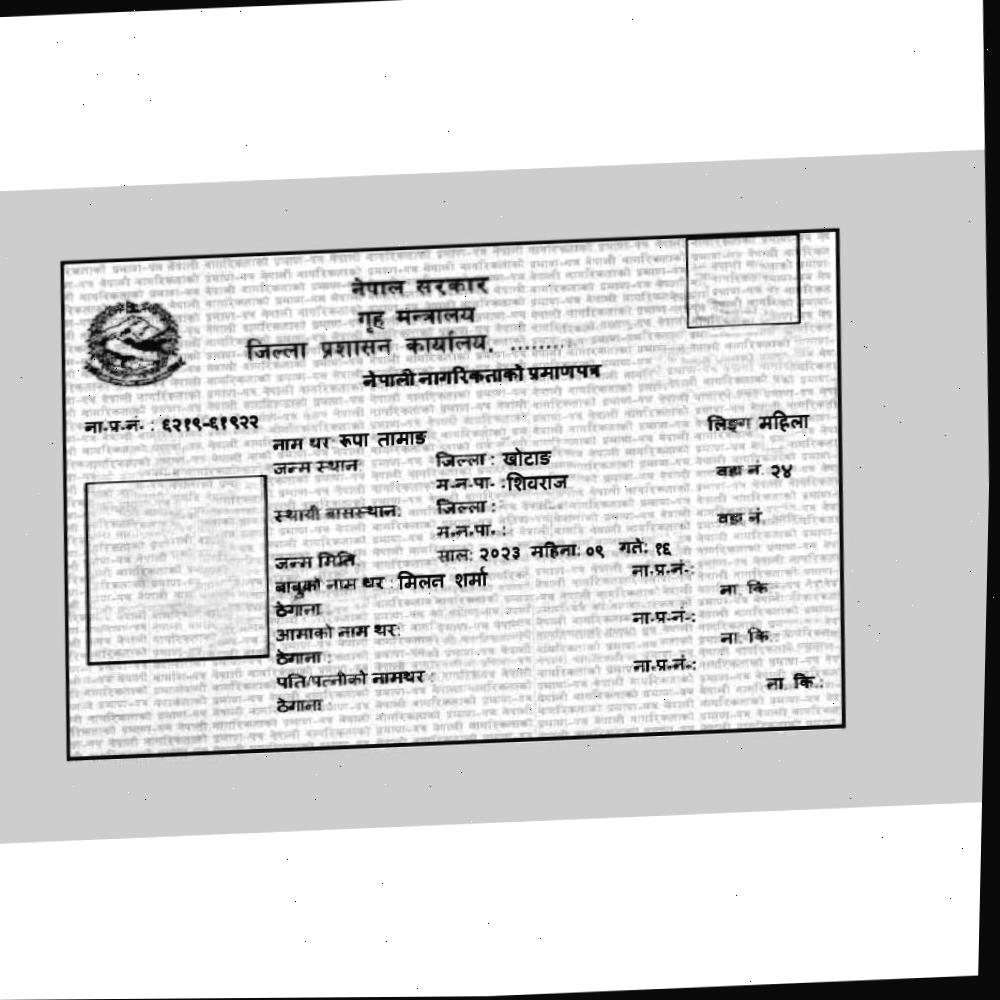 नेपाल सरकार
गृह मन्त्रालय
जिल्ला प्रशासन कार्यालय, .........
नेपाली नागरिकताको प्रमाणपत्र
ना.प्र.नं. : ६२१९-६१९२२ लिङ्ग महिला
नाम थर रूपा तामाङ
जन्म स्थान: जिल्ला : खोटाङ
म.न.पा. : शिवराज वडा नं. २४
स्थायी बासस्थान: जिल्ला :
म.न.पा. : वडा नं.
जन्म मिति साल: २०२३ महिना: ०९ गते: १६
बाबुको नाम थर : मिलन शर्मा ना.प्र.नं.:
ठेगाना ना. कि.
आमाको नाम थर: ना.प्र.नं.:
ठेगाना : ना. कि.:
पति/पत्नीको नामथर : ना.प्र.नं.:
ठेगाना : ना. कि.: